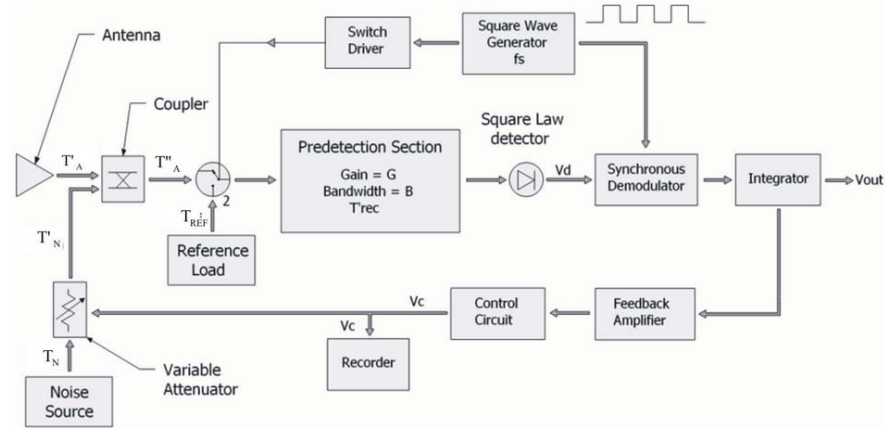 Antenna
Switch
Driver
Square Wave
Generator
fs
Coupler
Square Law
detector
T'A
T"A
Predetection Section
Gain = G
Bandwidth = B
T'rec
Vd
Synchronous
Demodulator
Integrator
Vout
2
TREF
Reference
Load
T'N
Vc
Control
Circuit
Feedback
Amplifier
Vc
Recorder
TN
Variable
Attenuator
Noise
Source